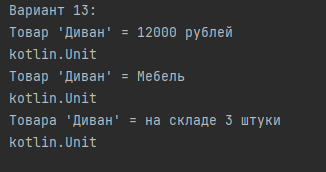 Вариант 13:
Товар 'Диван' = 12000 рублей
kotlin.Unit
Товар 'Диван' = Мебель
kotlin.Unit
Товара 'Диван' = на складе 3 штуки
kotlin.Unit